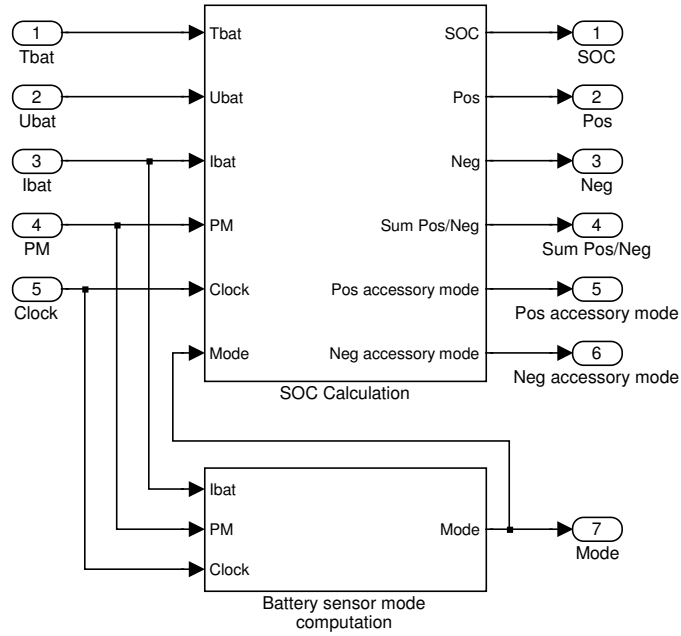 1
Tbat
2
Ubat
3
Ibat
4
PM
5
Clock
Tbat
Ubat
Ibat
PM
Clock
Mode
SOC
Pos
Neg
Sum Pos/Neg
Pos accessory mode
Neg accessory mode
SOC Calculation
1
SOC
2
Pos
3
Neg
4
Sum Pos/Neg
5
Pos accessory mode
6
Neg accessory mode
Ibat
PM
Clock
Mode
Battery sensor mode
computation
7
Mode